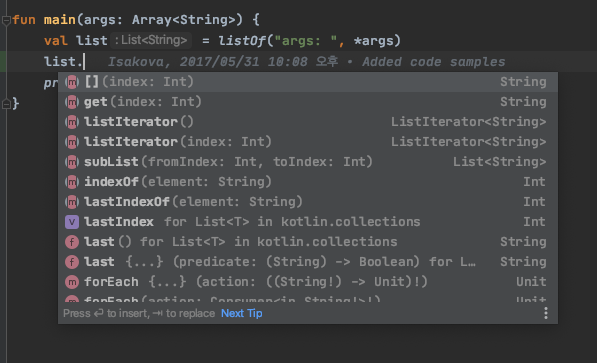 fun main(args: Array<String>) {
val list : List<String> = listOf("args: ", *args)
list. Isakova, 2017/05/31 10:08 오후 • Added code samples
pr
[](index: Int) String
get(index: Int) String
listIterator() ListIterator<String>
listIterator(index: Int) ListIterator<String>
subList(fromIndex: Int, toIndex: Int) List<String>
indexOf(element: String) Int
lastIndexOf(element: String) Int
lastIndex for List<T> in kotlin.collections Int
last() for List<T> in kotlin.collections String
last {...} (predicate: (String) -> Boolean) for L... String
forEach {...} (action: ((String!) -> Unit)!) Unit
forEach(action: Consumer<in String!>!) Unit
}
Press ↵ to insert, ⇥ to replace Next Tip